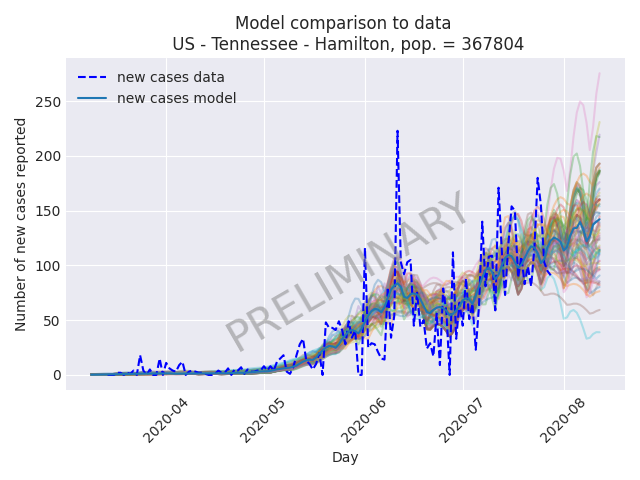 Model comparison to data
US - Tennessee - Hamilton, pop. = 367804
new cases data
new cases model
Number of new cases reported
250
200
150
100
50
0
PRELIMINARY
2020-04
2020-05
2020-06
2020-07
2020-08
Day